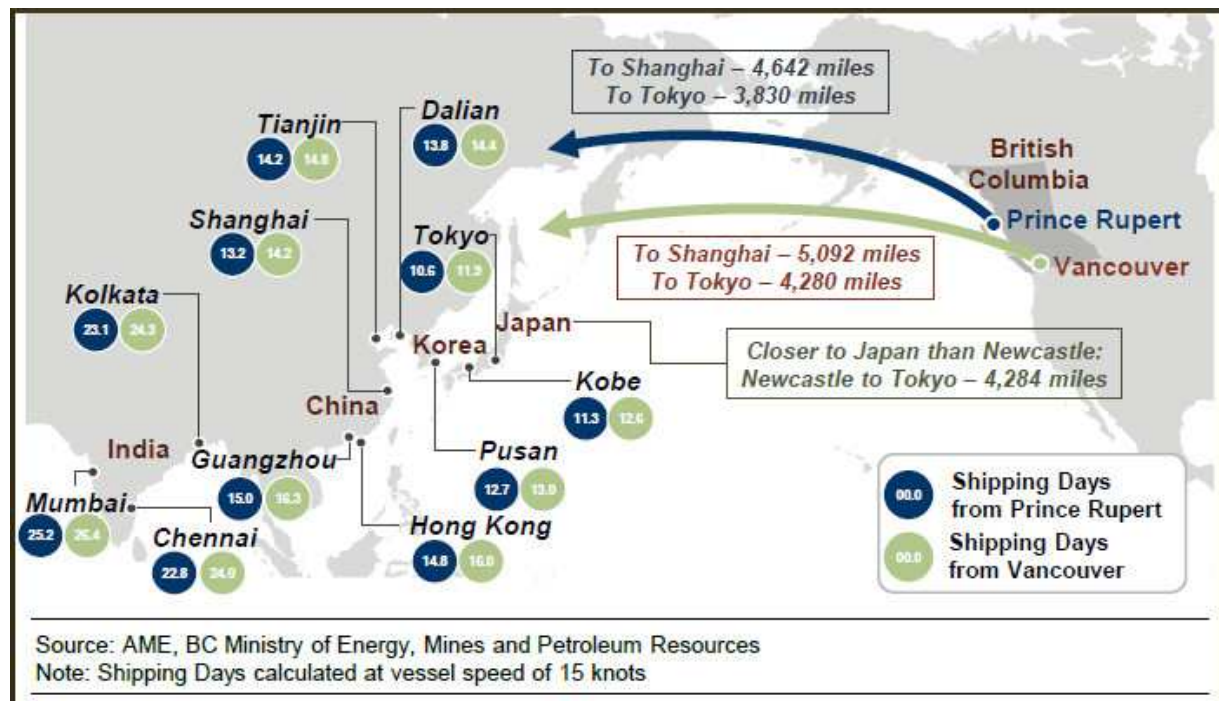 To Shanghai – 4,642 miles
To Tokyo – 3,830 miles
Dalian
13.8 14.4
Tianjin
14.2 14.8
British
Columbia
Prince Rupert
Shanghai
13.2 14.2
Tokyo
10.6
To Shanghai – 5,092 miles
To Tokyo – 4,280 miles
Vancouver
Kolkata
23.1 24.3
Japan
Korea
Closer to Japan than Newcastle:
Newcastle to Tokyo – 4,284 miles
Kobe
11.3 12.6
China
India
Guangzhou
15.0 16.3
Pusan
12.7
Mumbai
25.2 26.4
Chennai
22.8
Hong Kong
14.8 16.0
00.0 Shipping Days
from Prince Rupert
00.0 Shipping Days
from Vancouver
Source: AME, BC Ministry of Energy, Mines and Petroleum Resources
Note: Shipping Days calculated at vessel speed of 15 knots